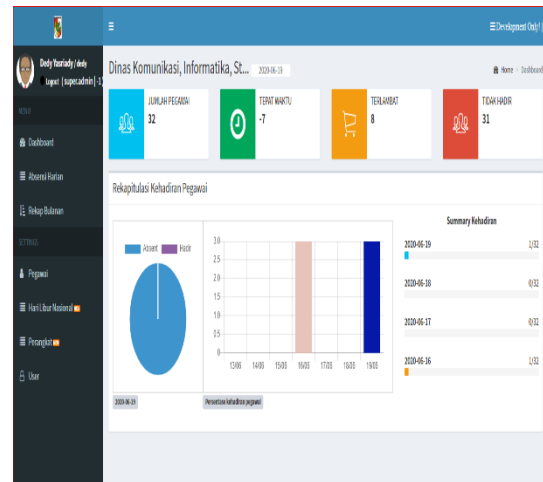 Development Only!
Dedy Yasriady / dedy
Logout | superadmin | -1
MENU
Dashboard
Absensi Harian
Rekap Bulanan
SETTINGS
Pegawai
Hari Libur Nasional
Perangkat
User
Dinas Komunikasi, Informatika, St... 2020-06-19
Home > Dashboard
JUMLAH PEGAWAI
32
TEPAT WAKTU
-7
TERLAMBAT
8
TIDAK HADIR
31
Rekapitulasi Kehadiran Pegawai
Absent Hadir
3.0
2.5
2.0
1.5
1.0
0.5
0
13/06 14/06 15/06 16/06 17/06 18/06 19/06
2020-06-19
Persentase kehadiran pegawai
Summary Kehadiran
2020-06-19 1/32
2020-06-18 0/32
2020-06-17 0/32
2020-06-16 1/32